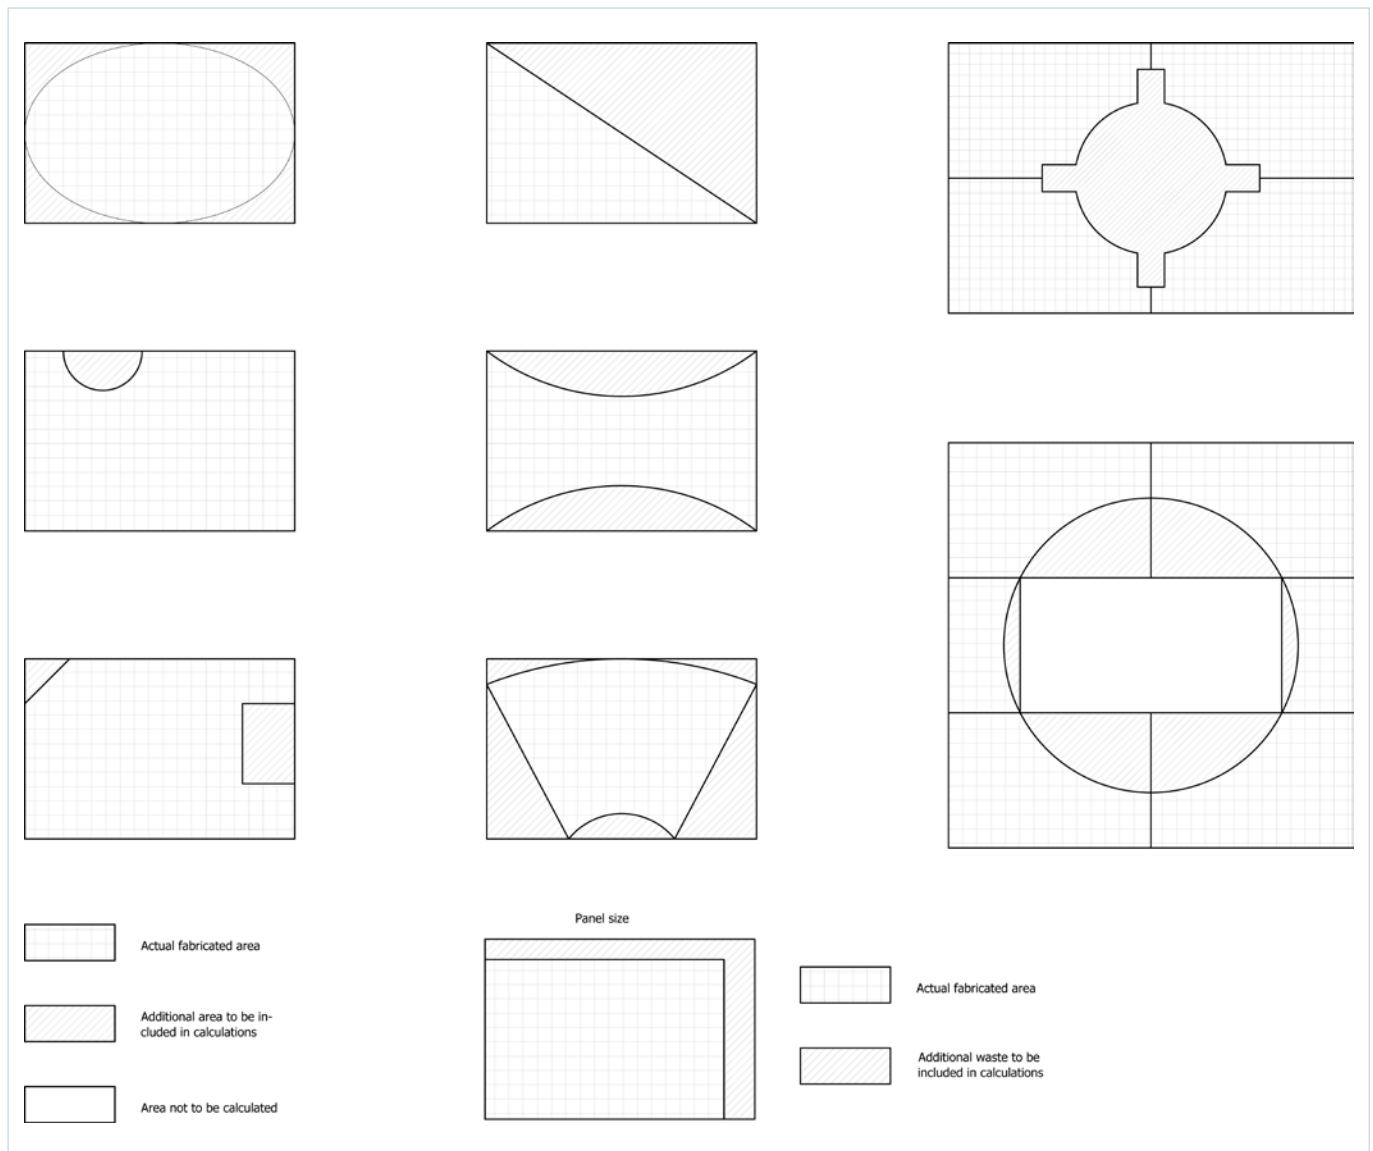 Panel size
Actual fabricated area
Additional area to be in-
cluded in calculations
Area not to be calculated
Actual fabricated area
Additional waste to be
included in calculations